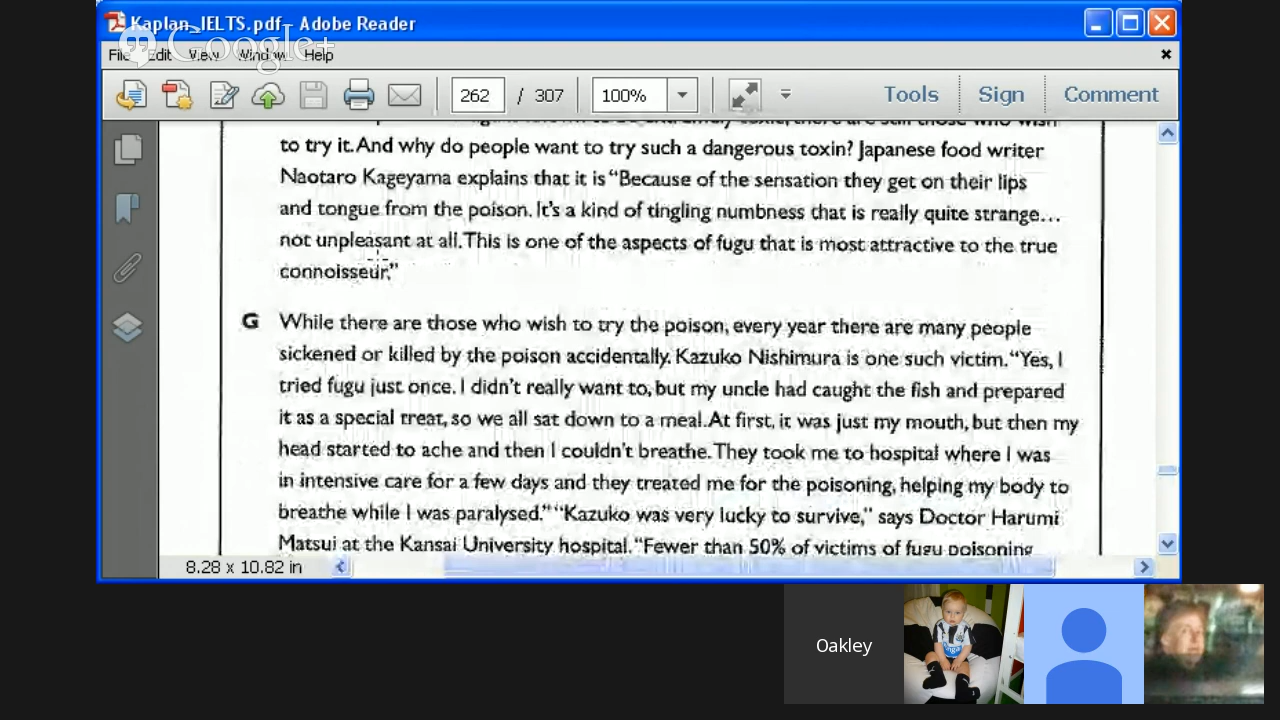 Kaplan_IELTS.pdf - Adobe Reader
Google+
File Edit View Window Help
262 / 307 100% Tools Sign Comment
toxic, there are still those who wish
to try it. And why do people want to try such a dangerous toxin? Japanese food writer
Naotaro Kageyama explains that it is “Because of the sensation they get on their lips
and tongue from the poison. It’s a kind of tingling numbness that is really quite strange...
not unpleasant at all. This is one of the aspects of fugu that is most attractive to the true
connoisseur.”
G While there are those who wish to try the poison, every year there are many people
sickened or killed by the poison accidentally. Kazuko Nishimura is one such victim. “Yes, I
tried fugu just once. I didn’t really want to, but my uncle had caught the fish and prepared
it as a special treat, so we all sat down to a meal. At first, it was just my mouth, but then my
head started to ache and then I couldn’t breathe. They took me to hospital where I was
in intensive care for a few days and they treated me for the poisoning, helping my body to
breathe while I was paralysed.” “Kazuko was very lucky to survive,” says Doctor Harumi
Matsui at the Kansai University hospital. “Fewer than 50% of victims of fugu poisoning
8.28 x 10.82 in
Oakley